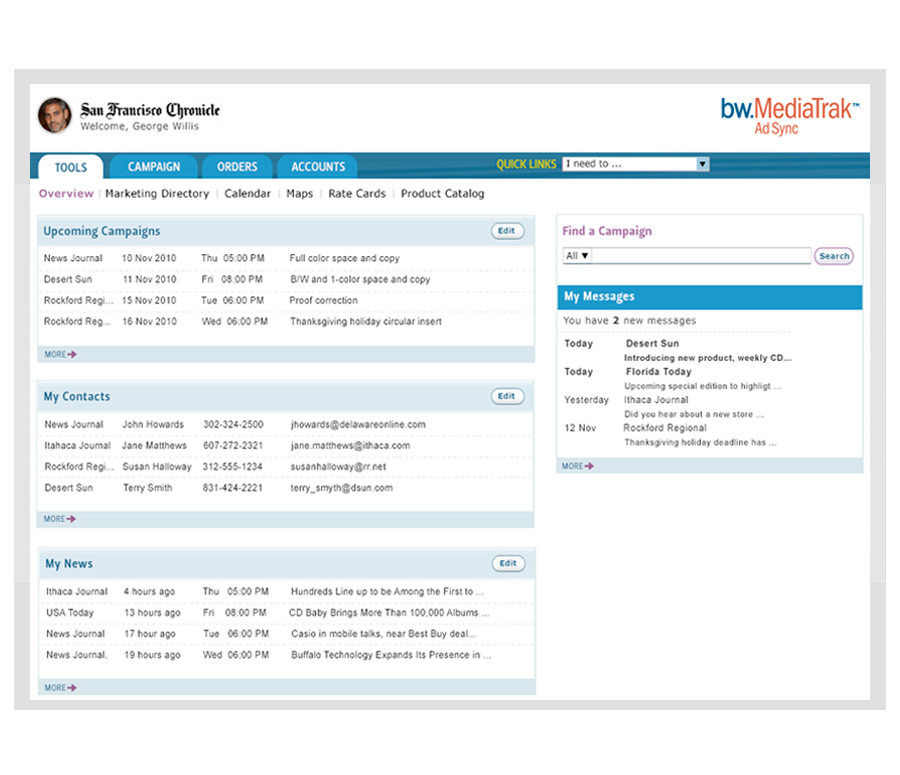 San Francisco Chronicle
Welcome, George Willis
bw.MediaTrak™
Ad Sync
TOOLS CAMPAIGN ORDERS ACCOUNTS QUICK LINKS I need to ... ▼
Overview | Marketing Directory | Calendar | Maps | Rate Cards | Product Catalog
Upcoming Campaigns Edit
News Journal 10 Nov 2010 Thu 05:00 PM Full color space and copy
Desert Sun 11 Nov 2010 Fri 08:00 PM B/W and 1-color space and copy
Rockford Regi... 15 Nov 2010 Tue 06:00 PM Proof correction
Rockford Reg... 16 Nov 2010 Wed 06:00 PM Thanksgiving holiday circular insert
MORE
My Contacts Edit
News Journal John Howards 302-324-2500 jhowards@delawareonline.com
Itahaca Journal Jane Matthews 607-272-2321 jane.matthews@ithaca.com
Rockford Regi... Susan Halloway 312-555-1234 susanhalloway@rr.net
Desert Sun Terry Smith 831-424-2221 terry_smyth@dsun.com
MORE
My News Edit
Ithaca Journal 4 hours ago Thu 05:00 PM Hundreds Line up to be Among the First to ...
USA Today 13 hours ago Fri 08:00 PM CD Baby Brings More Than 100,000 Albums ...
News Journal 17 hour ago Tue 06:00 PM Casio in mobile talks, near Best Buy deal...
News Journal. 19 hours ago Wed 06:00 PM Buffalo Technology Expands Its Presence in ...
MORE
Find a Campaign
All ▼ Search
My Messages
You have 2 new messages
Today Desert Sun
Introducing new product, weekly CD...
Today Florida Today
Upcoming special edition to highligt ...
Yesterday Ithaca Journal
Did you hear about a new store ...
12 Nov Rockford Regional
Thanksgiving holiday deadline has ...
MORE